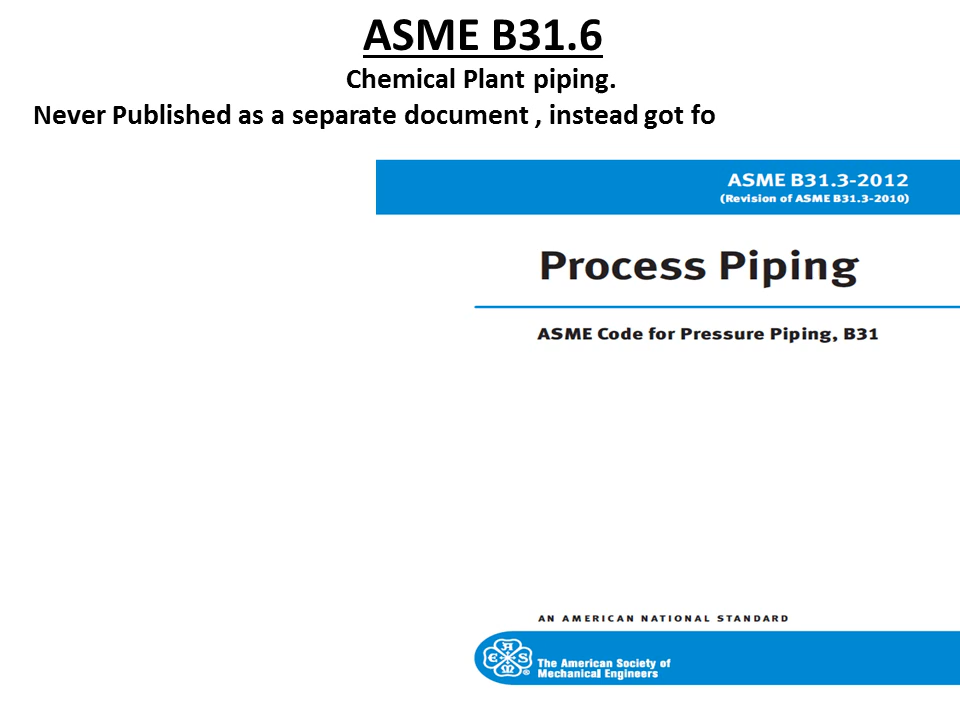 ASME B31.6
Chemical Plant piping.
Never Published as a separate document , instead got fo
ASME B31.3-2012
(Revision of ASME B31.3-2010)
Process Piping
ASME Code for Pressure Piping, B31
AN AMERICAN NATIONAL STANDARD
ASME
®
The American Society of
Mechanical Engineers